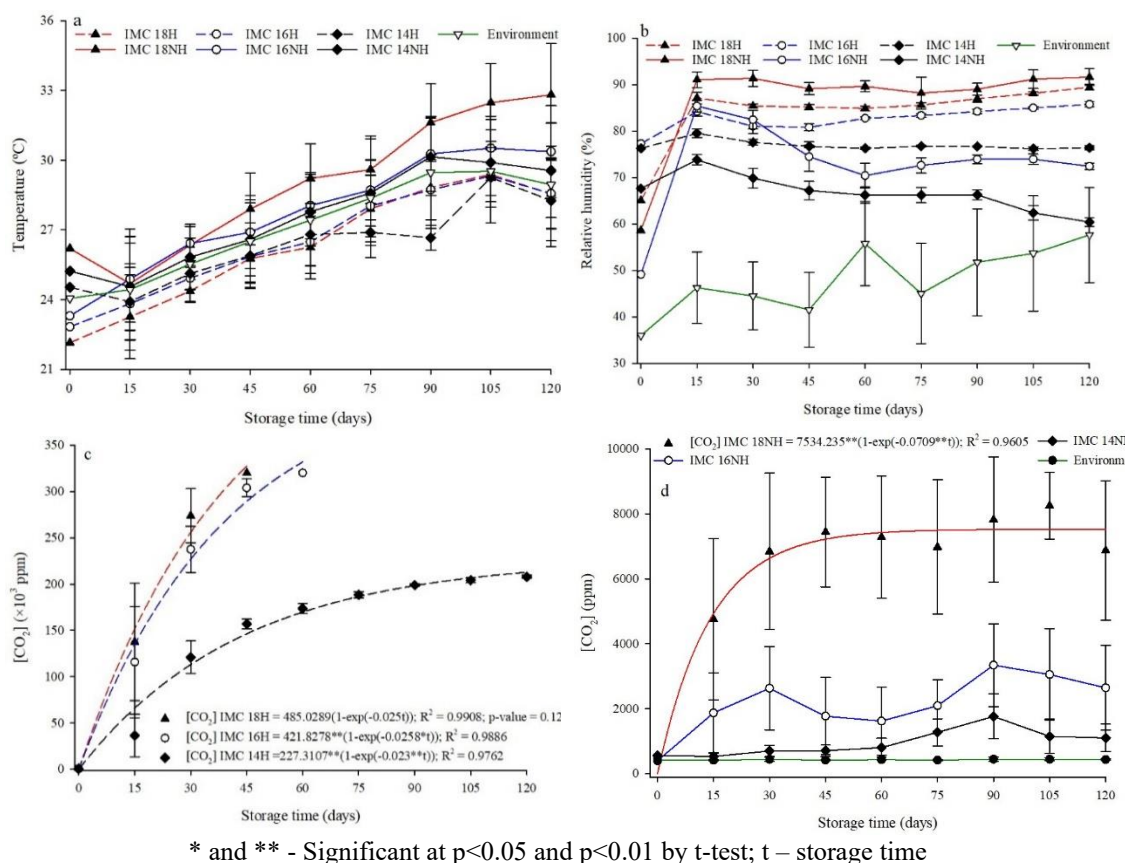 a
IMC 18H IMC 16H IMC 14H Environment
IMC 18NH IMC 16NH IMC 14NH
36
33
30
27
24
21
Temperature (ºC)
0 15 30 45 60 75 90 105 120
Storage time (days)
b
IMC 18H IMC 16H IMC 14H Environment
IMC 18NH IMC 16NH IMC 14NH
100
90
80
70
60
50
40
30
Relative humidity (%)
0 15 30 45 60 75 90 105 120
Storage time (days)
c
350
300
250
200
150
100
50
0
[CO₂] (×10³ ppm)
[CO₂] IMC 18H = 485.0289(1-exp(-0.025t)); R² = 0.9908; p-value = 0.12
[CO₂] IMC 16H = 421.8278**(1-exp(-0.0258*t)); R² = 0.9886
[CO₂] IMC 14H =227.3107**(1-exp(-0.023**t)); R² = 0.9762
0 15 30 45 60 75 90 105 120
Storage time (days)
[CO₂] IMC 18NH = 7534.235**(1-exp(-0.0709**t)); R² = 0.9605 IMC 14NH
IMC 16NH Environme
d
10000
8000
6000
4000
2000
0
[CO₂] (ppm)
0 15 30 45 60 75 90 105 120
Storage time (days)
* and ** - Significant at p<0.05 and p<0.01 by t-test; t – storage time